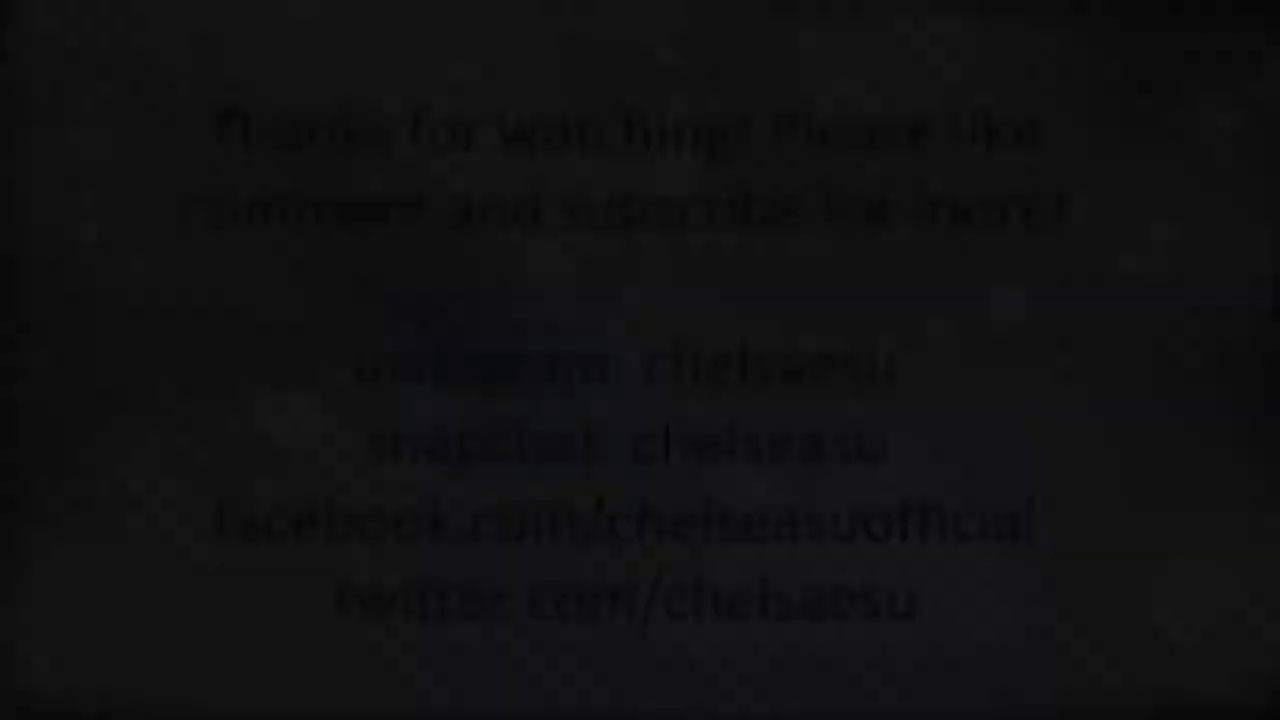 Thanks for watching! Please like
comment and subscribe for more!
instagram: chelsaesu
snapchat: chelseasu
facebook.com/chelseasuofficial
twitter.com/chelsaesu